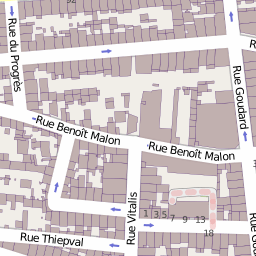 Rue du Progrès
Rue Goudard
Rue Benoît Malon
Rue Benoît Malon
Rue Vitalis
1 3 5 7 9 13
18
Rue Thiepval